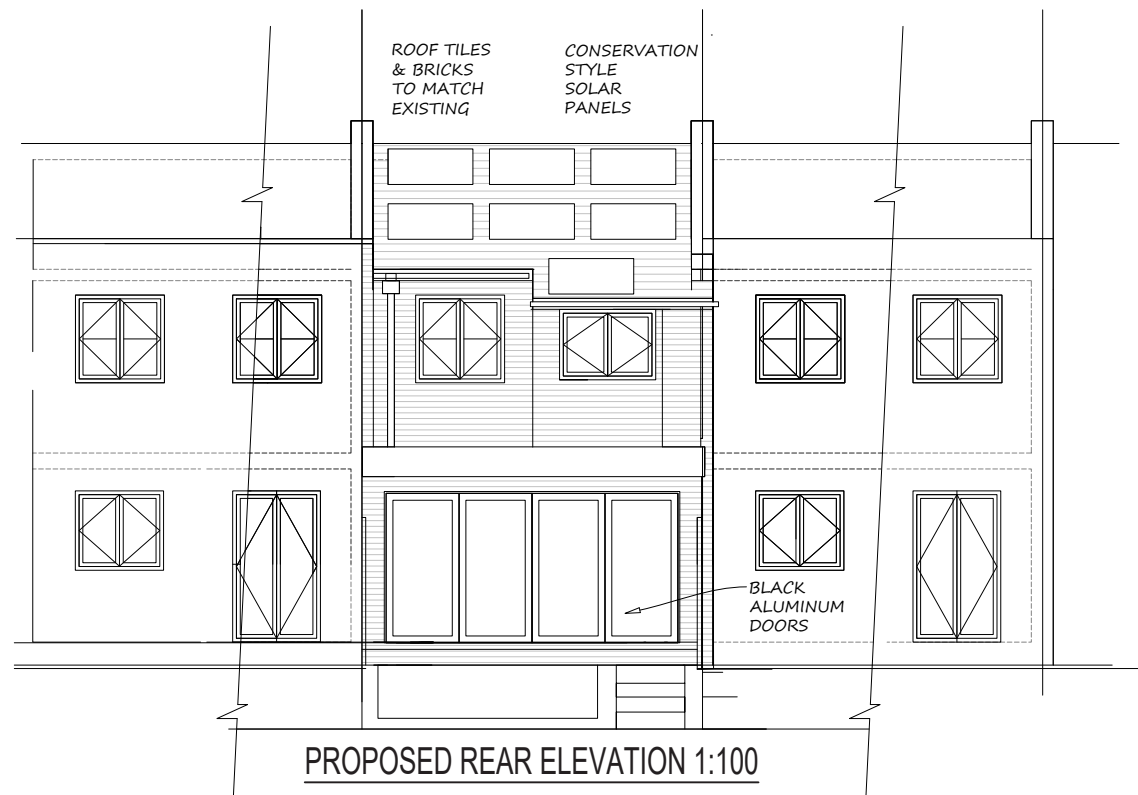 ROOF TILES
& BRICKS
TO MATCH
EXISTING
CONSERVATION
STYLE
SOLAR
PANELS
BLACK
ALUMINUM
DOORS
PROPOSED REAR ELEVATION 1:100